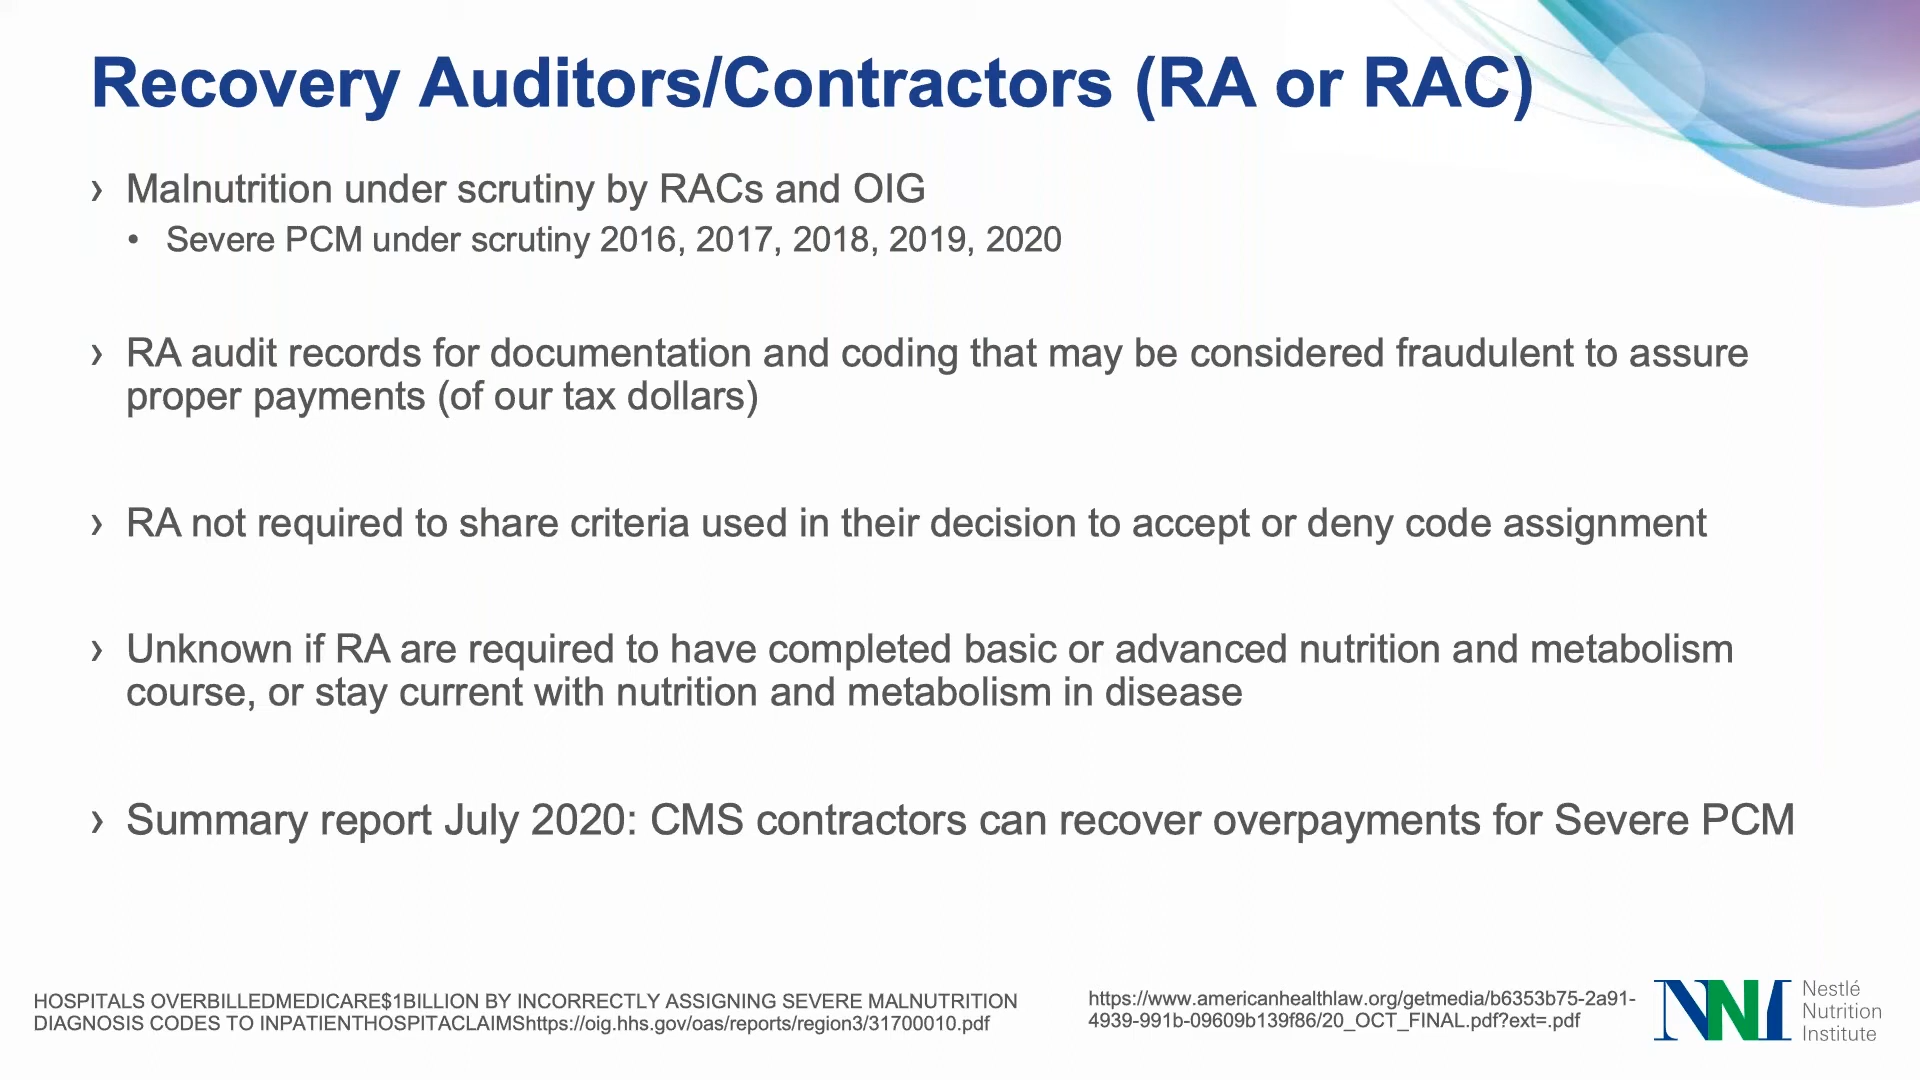 Recovery Auditors/Contractors (RA or RAC)
› Malnutrition under scrutiny by RACs and OIG
• Severe PCM under scrutiny 2016, 2017, 2018, 2019, 2020
› RA audit records for documentation and coding that may be considered fraudulent to assure
proper payments (of our tax dollars)
› RA not required to share criteria used in their decision to accept or deny code assignment
› Unknown if RA are required to have completed basic or advanced nutrition and metabolism
course, or stay current with nutrition and metabolism in disease
› Summary report July 2020: CMS contractors can recover overpayments for Severe PCM
HOSPITALS OVERBILLEDMEDICARE$1BILLION BY INCORRECTLY ASSIGNING SEVERE MALNUTRITION
DIAGNOSIS CODES TO INPATIENTHOSPITACLAIMShttps://oig.hhs.gov/oas/reports/region3/31700010.pdf
https://www.americanhealthlaw.org/getmedia/b6353b75-2a91-
4939-991b-09609b139f86/20_OCT_FINAL.pdf?ext=.pdf
NNI
Nestlé
Nutrition
Institute